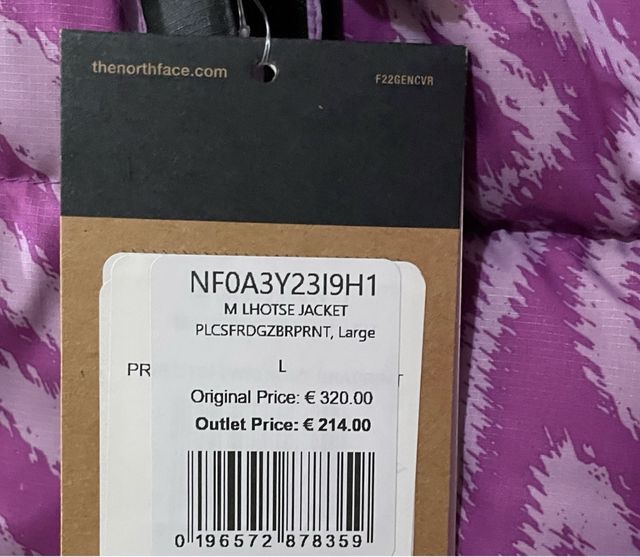 thenorthface.com
F22GENCVR
NF0A3Y23I9H1
M LHOTSE JACKET
PLCSFRDGZBRPRNT, Large
L
PR
T
Original Price: € 320.00
Outlet Price: € 214.00
0 196572 878359